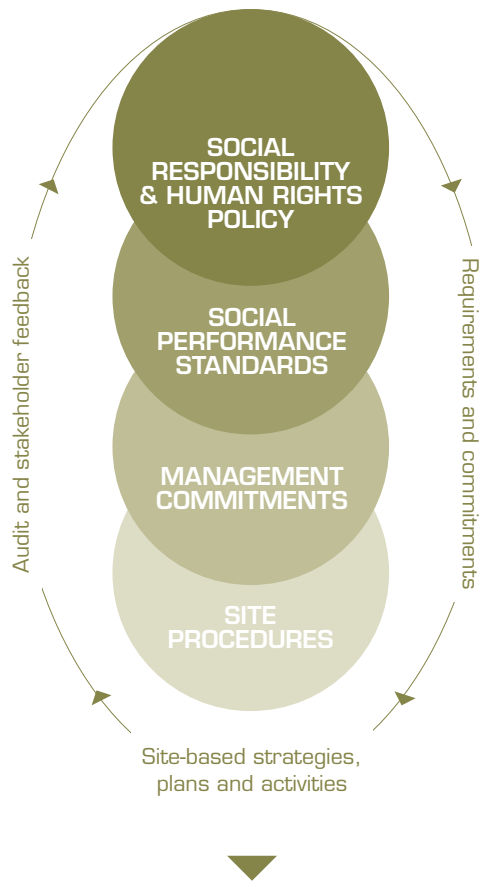 SOCIAL
RESPONSIBILITY
& HUMAN RIGHTS
POLICY
SOCIAL
PERFORMANCE
STANDARDS
MANAGEMENT
COMMITMENTS
SITE
PROCEDURES
Audit and stakeholder feedback
Requirements and commitments
Site-based strategies,
plans and activities